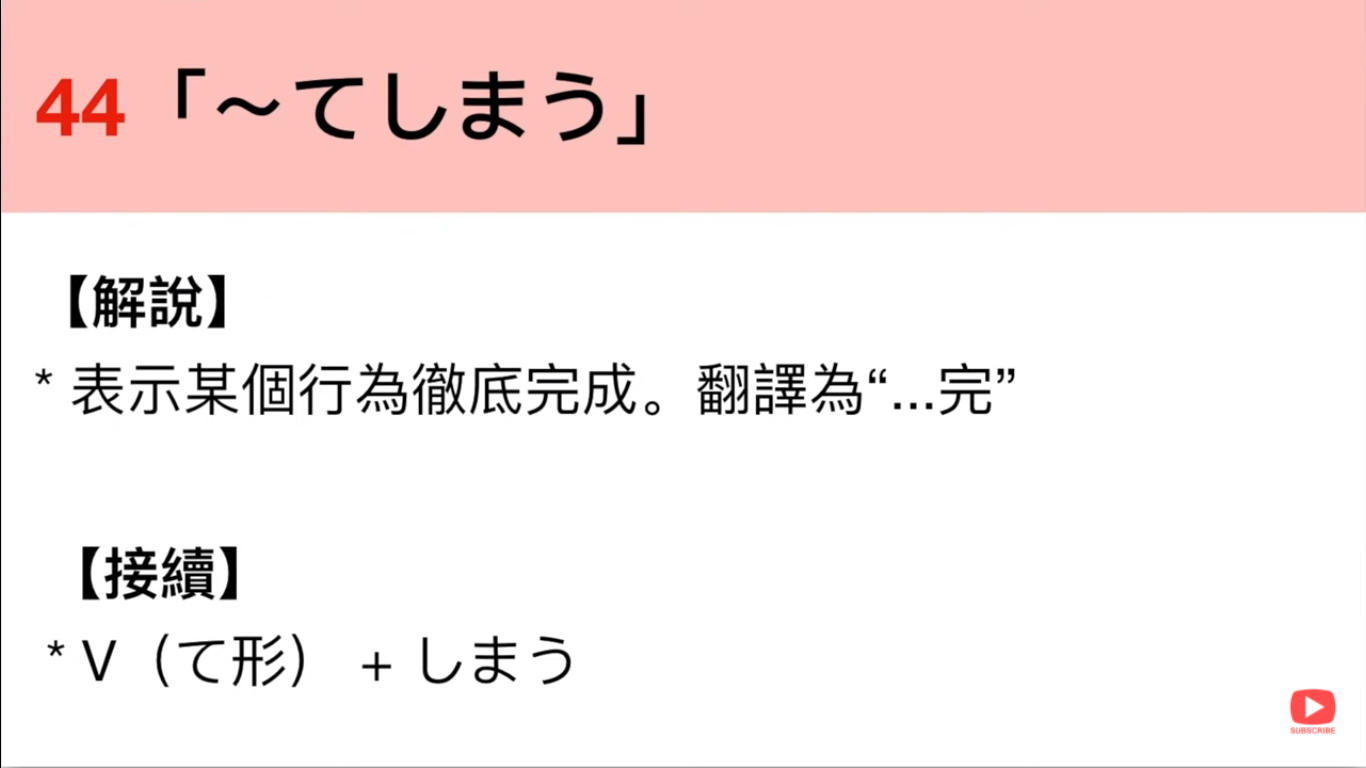 44「～てしまう」
【解說】
* 表示某個行為徹底完成。翻譯為“...完”
【接續】
* V（て形） + しまう
SUBSCRIBE